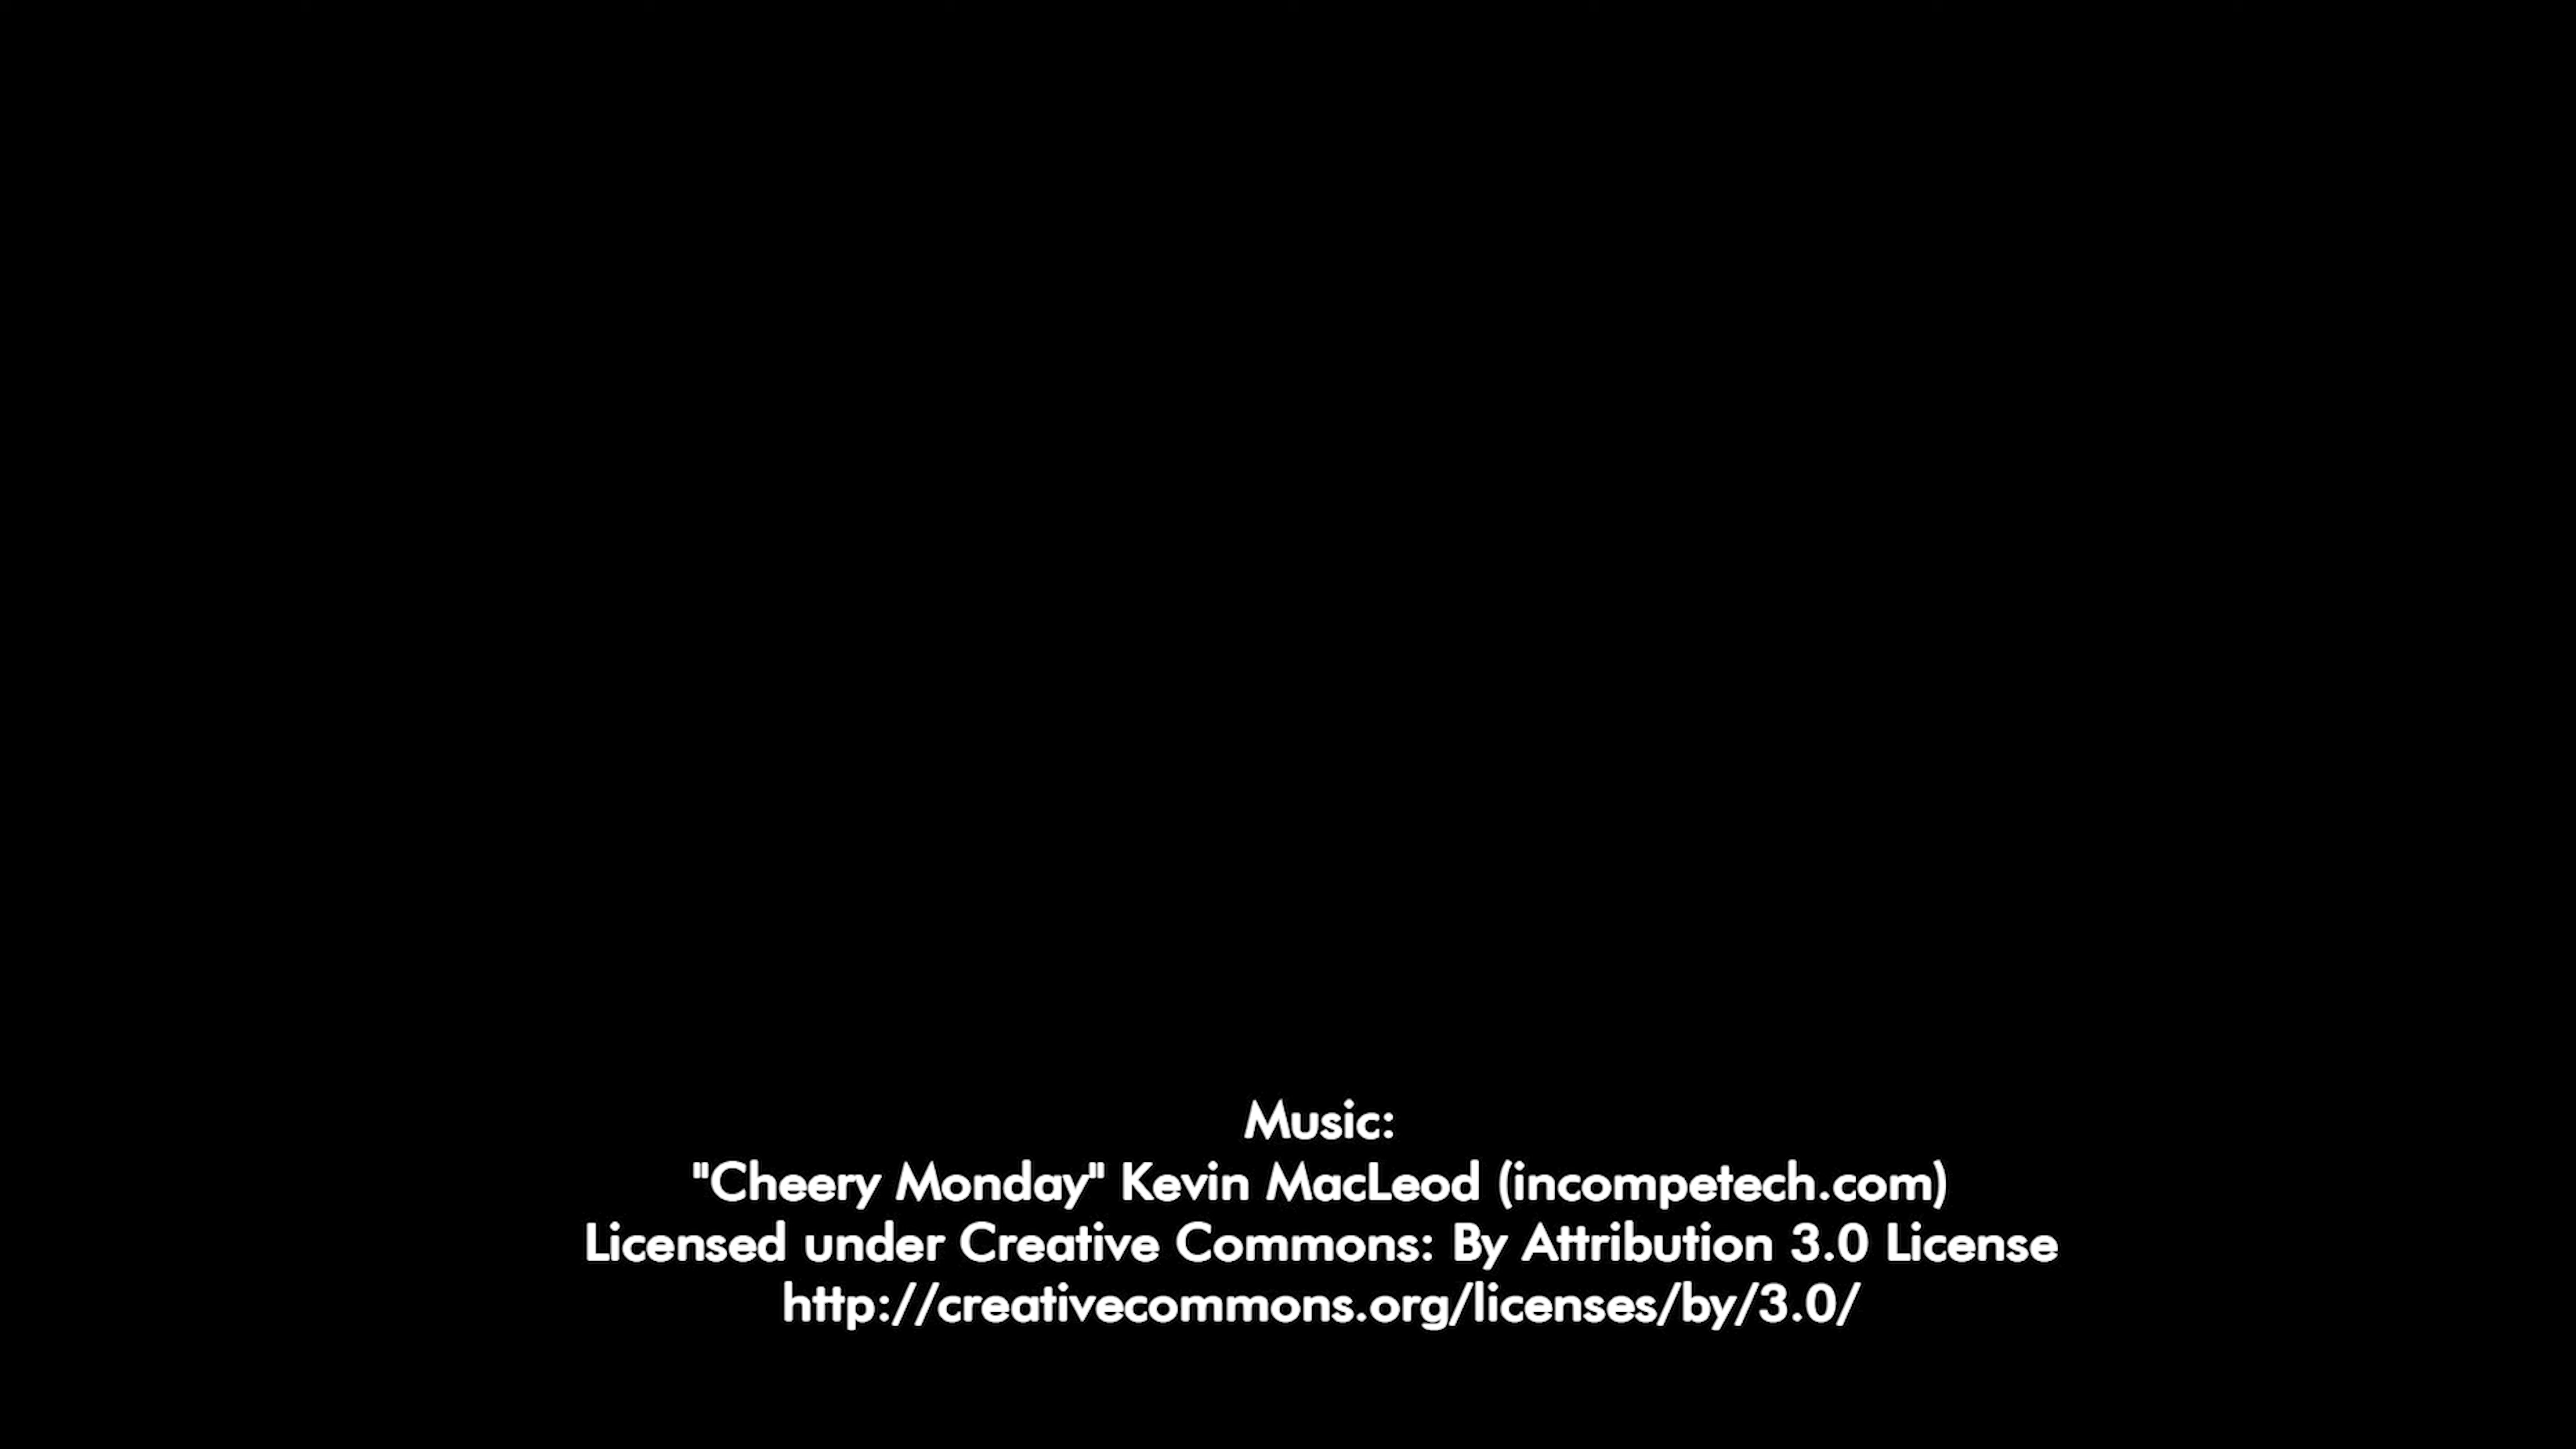 Music:
"Cheery Monday" Kevin MacLeod (incompetech.com)
Licensed under Creative Commons: By Attribution 3.0 License
http://creativecommons.org/licenses/by/3.0/